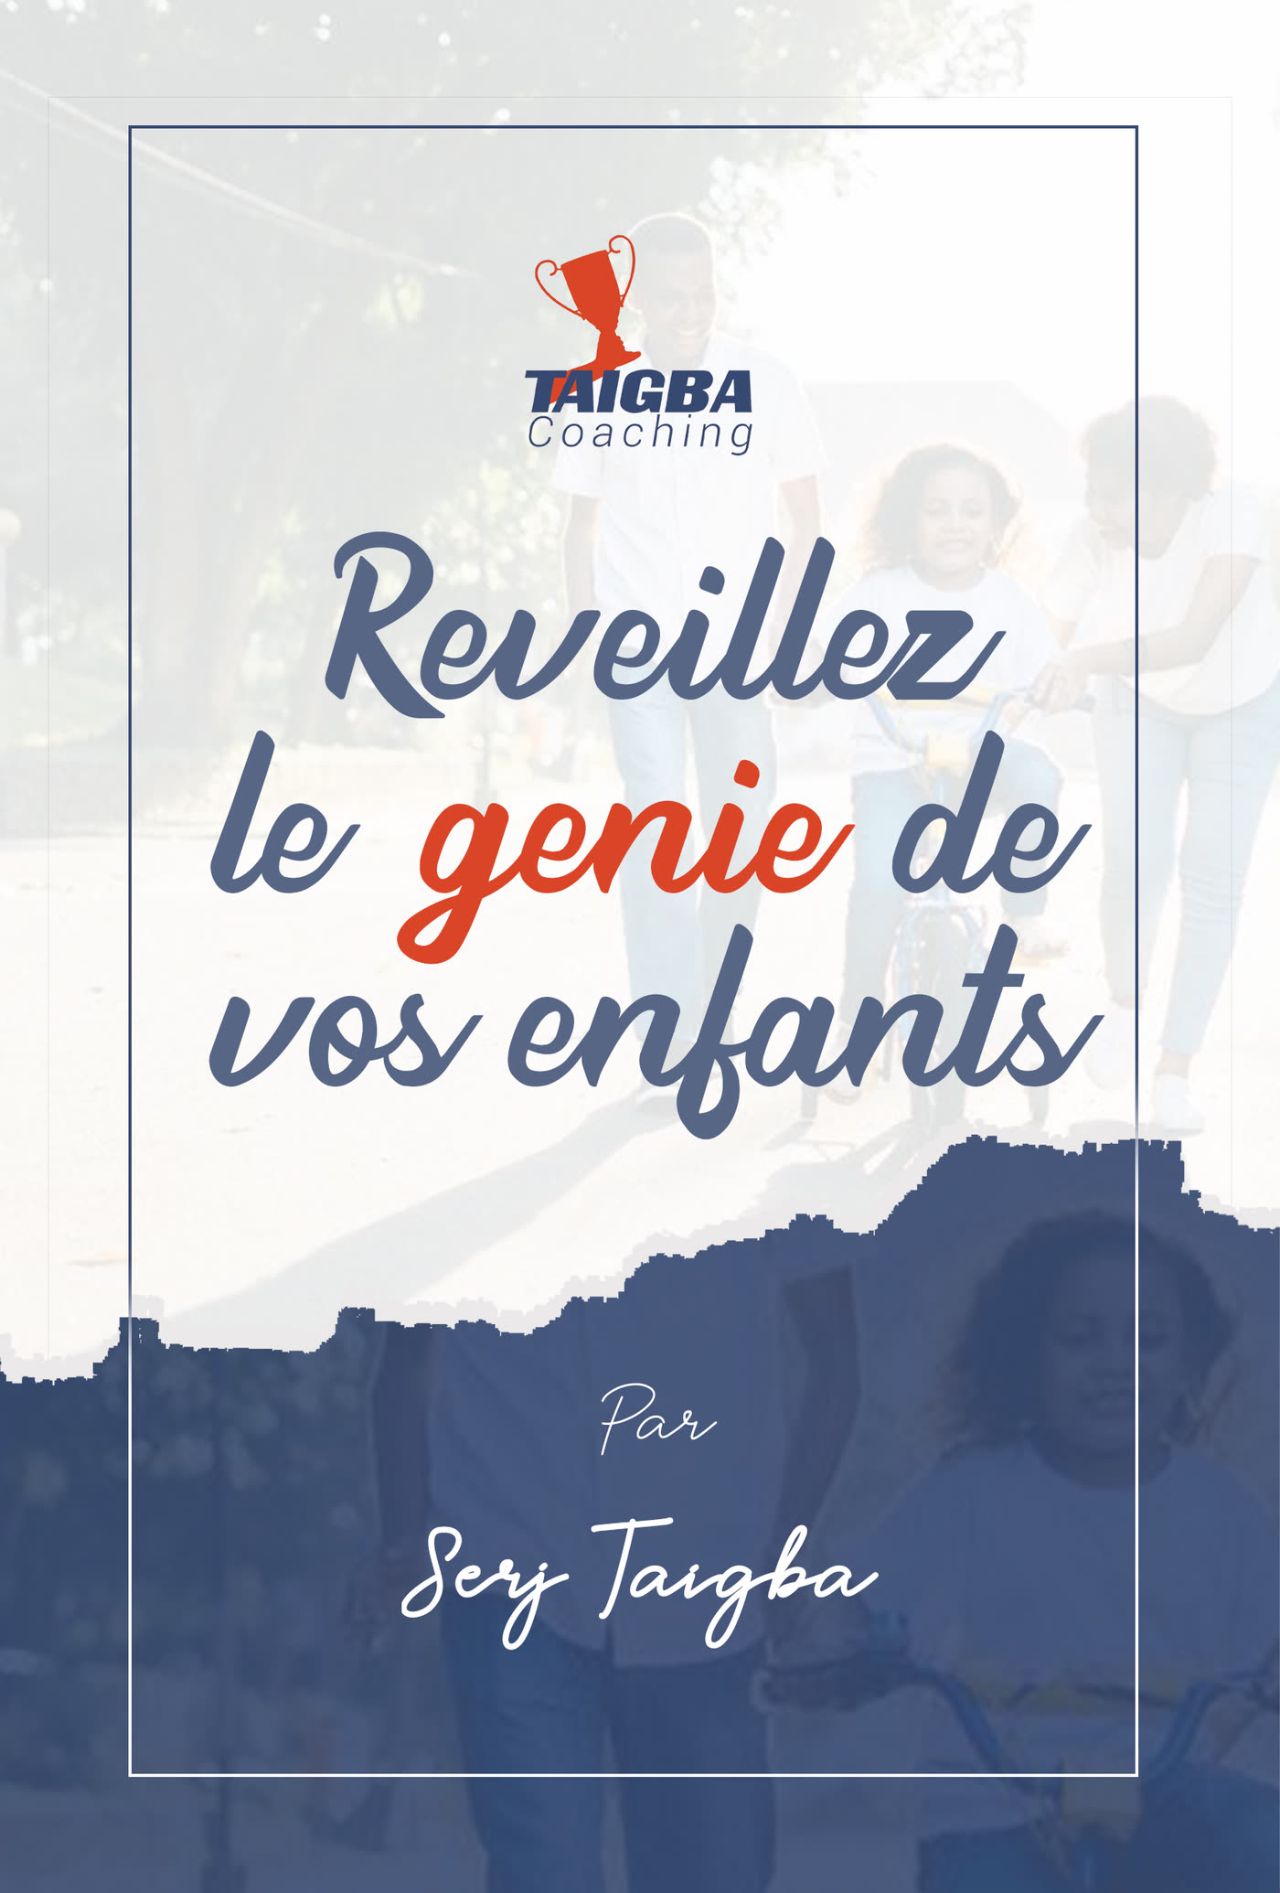 TAIGBA
Coaching
Reveillez
le genie de
vos enfants
Par
Serj Taigba